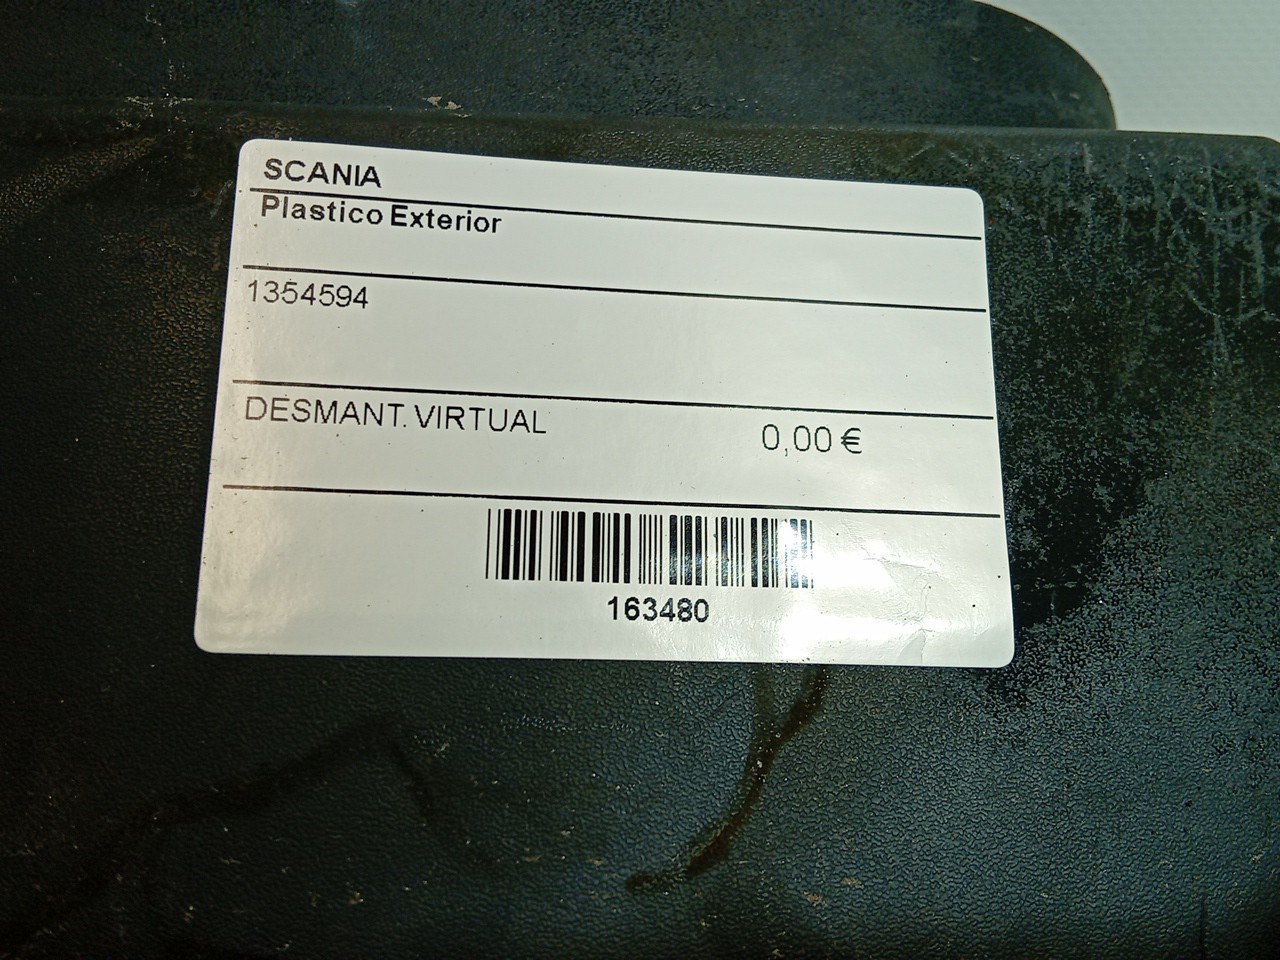 SCANIA
Plastico Exterior
1354594
DESMANT. VIRTUAL 0,00 €
163480